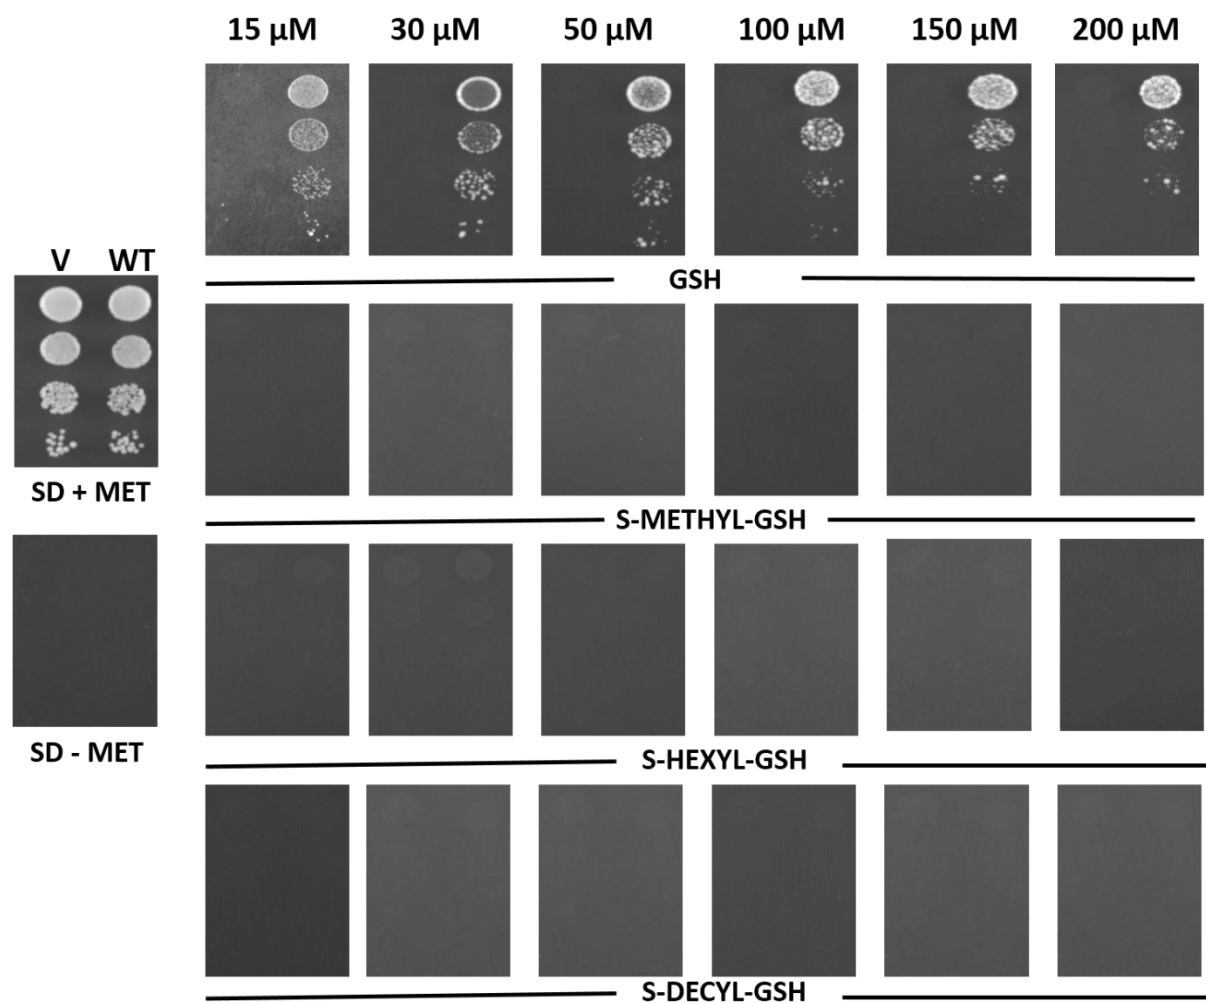 15 µM 30 µM 50 µM 100 µM 150 µM 200 µM
V WT
GSH
SD + MET
S-METHYL-GSH
SD - MET
S-HEXYL-GSH
S-DECYL-GSH